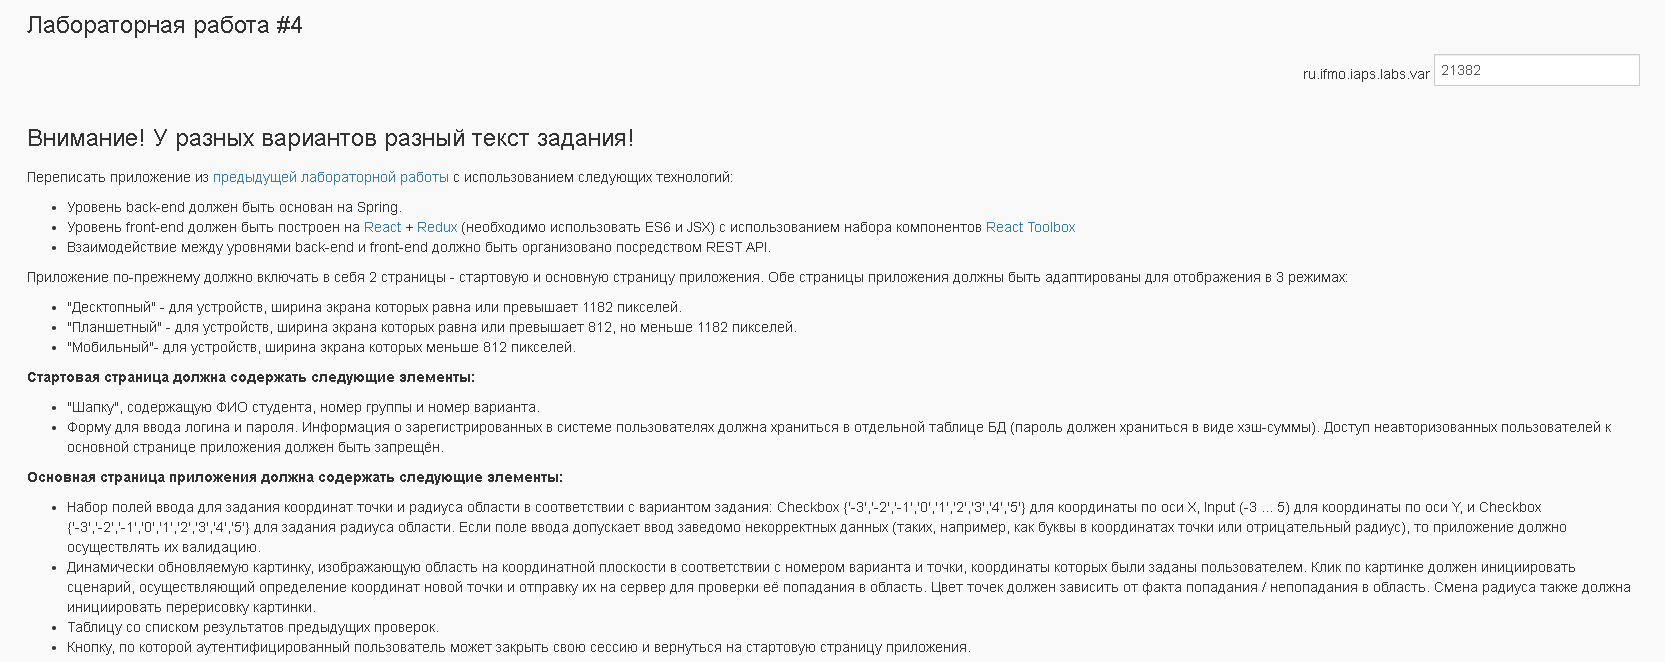 Лабораторная работа #4
ru.ifmo.iaps.labs.var 21382
Внимание! У разных вариантов разный текст задания!
Переписать приложение из предыдущей лабораторной работы с использованием следующих технологий:
• Уровень back-end должен быть основан на Spring.
• Уровень front-end должен быть построен на React + Redux (необходимо использовать ES6 и JSX) с использованием набора компонентов React Toolbox
• Взаимодействие между уровнями back-end и front-end должно быть организовано посредством REST API.
Приложение по-прежнему должно включать в себя 2 страницы - стартовую и основную страницу приложения. Обе страницы приложения должны быть адаптированы для отображения в 3 режимах:
• "Десктопный" - для устройств, ширина экрана которых равна или превышает 1182 пикселей.
• "Планшетный" - для устройств, ширина экрана которых равна или превышает 812, но меньше 1182 пикселей.
• "Мобильный"- для устройств, ширина экрана которых меньше 812 пикселей.
Стартовая страница должна содержать следующие элементы:
• "Шапку", содержащую ФИО студента, номер группы и номер варианта.
• Форму для ввода логина и пароля. Информация о зарегистрированных в системе пользователях должна храниться в отдельной таблице БД (пароль должен храниться в виде хэш-суммы). Доступ неавторизованных пользователей к
основной странице приложения должен быть запрещён.
Основная страница приложения должна содержать следующие элементы:
• Набор полей ввода для задания координат точки и радиуса области в соответствии с вариантом задания: Checkbox {'-3','-2','-1','0','1','2','3','4','5'} для координаты по оси X, Input (-3 ... 5) для координаты по оси Y, и Checkbox
{'-3','-2','-1','0','1','2','3','4','5'} для задания радиуса области. Если поле ввода допускает ввод заведомо некорректных данных (таких, например, как буквы в координатах точки или отрицательный радиус), то приложение должно
осуществлять их валидацию.
• Динамически обновляемую картинку, изображающую область на координатной плоскости в соответствии с номером варианта и точки, координаты которых были заданы пользователем. Клик по картинке должен инициировать
сценарий, осуществляющий определение координат новой точки и отправку их на сервер для проверки её попадания в область. Цвет точек должен зависить от факта попадания / непопадания в область. Смена радиуса также должна
инициировать перерисовку картинки.
• Таблицу со списком результатов предыдущих проверок.
• Кнопку, по которой аутентифицированный пользователь может закрыть свою сессию и вернуться на стартовую страницу приложения.